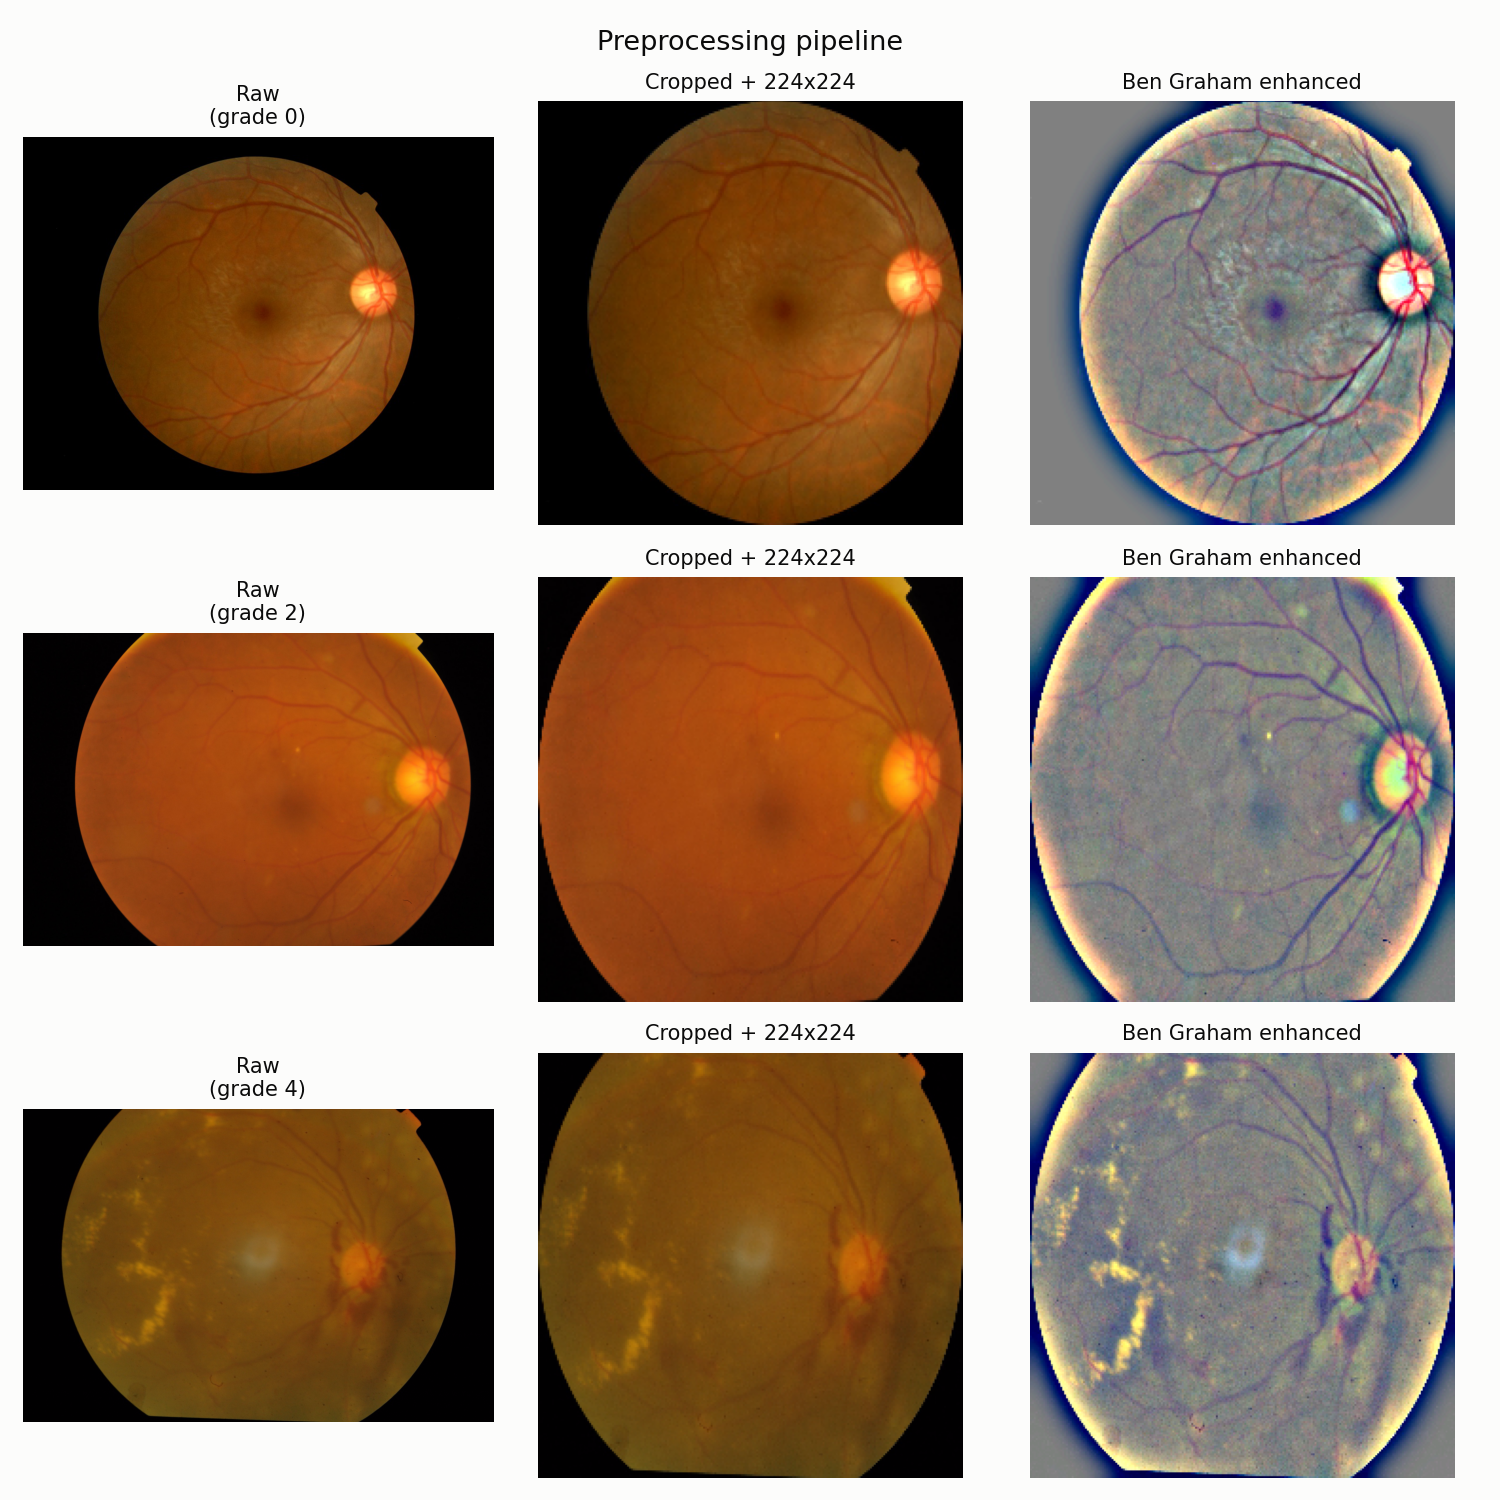 Preprocessing pipeline
Raw
(grade 0)
Cropped + 224x224
Ben Graham enhanced
Raw
(grade 2)
Cropped + 224x224
Ben Graham enhanced
Raw
(grade 4)
Cropped + 224x224
Ben Graham enhanced